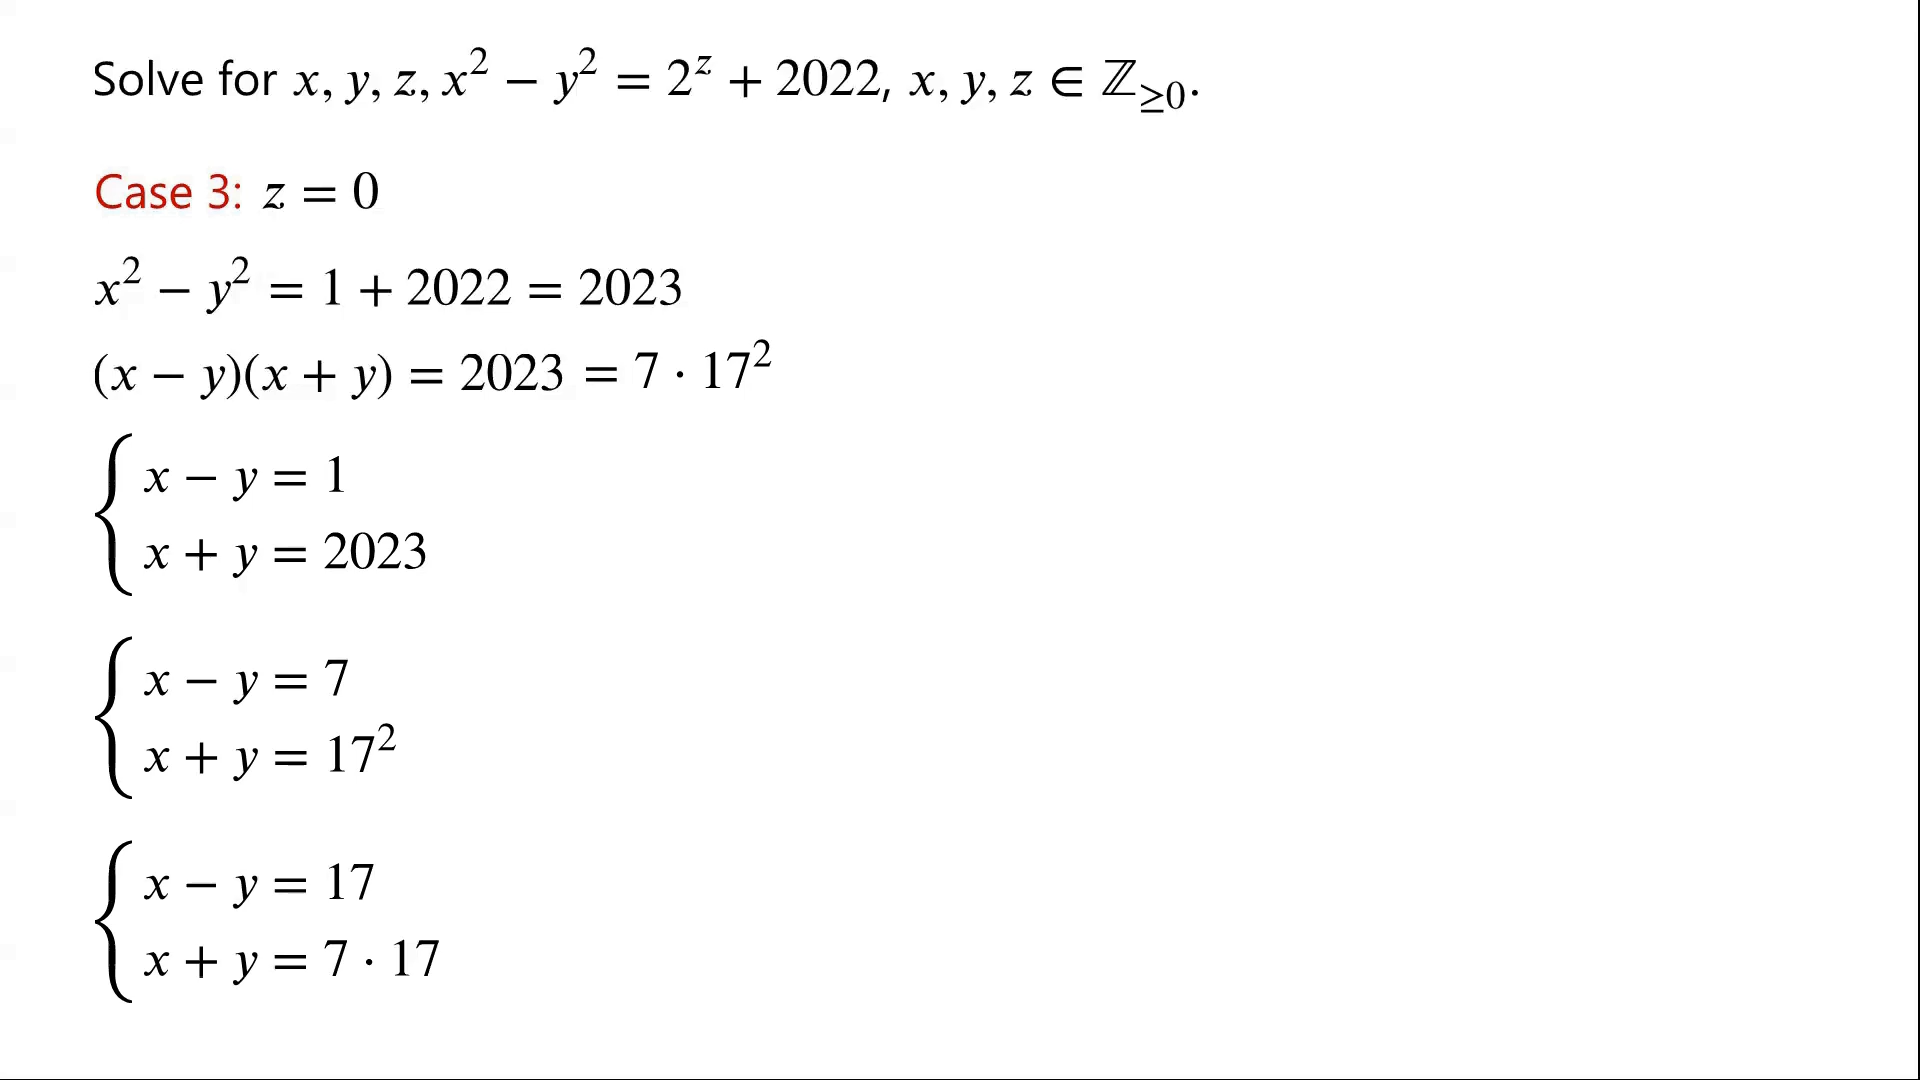 Solve for x, y, z, x² − y² = 2ᶻ + 2022, x, y, z ∈ ℤ≥0.
Case 3: z = 0
x² − y² = 1 + 2022 = 2023
(x − y)(x + y) = 2023 = 7 · 17²
x − y = 1
x + y = 2023
x − y = 7
x + y = 17²
x − y = 17
x + y = 7 · 17